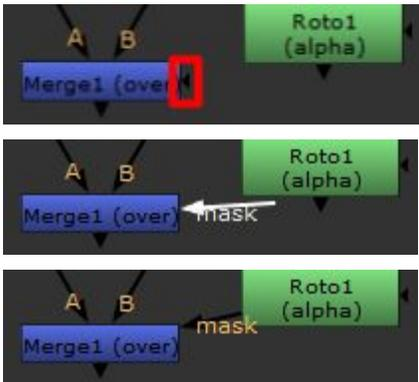 Roto1
(alpha)
A B
Merge1 (over)
Roto1
(alpha)
A B
mask
Merge1 (over)
Roto1
(alpha)
A B
mask
Merge1 (over)